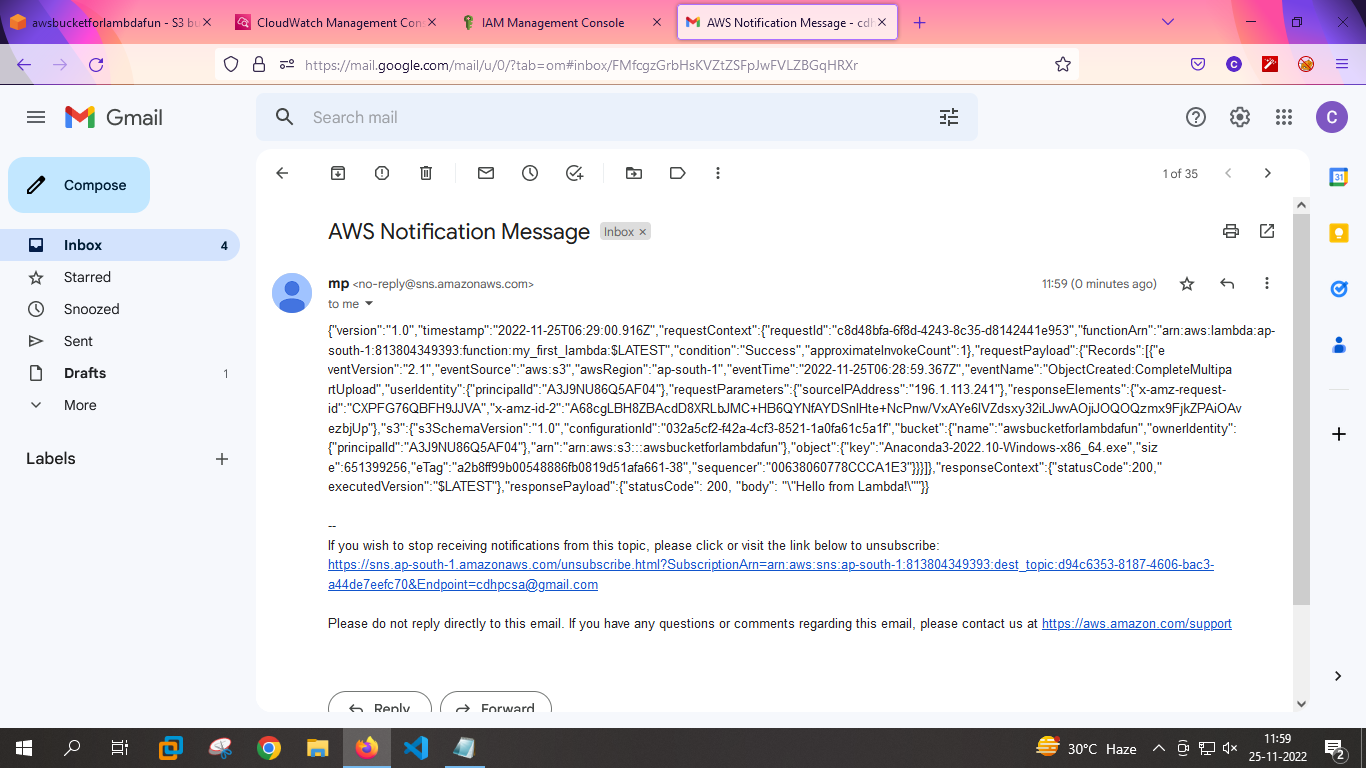 awsbucketforlambdafun - S3 bu
CloudWatch Management Con
IAM Management Console
AWS Notification Message - cdh
https://mail.google.com/mail/u/0/?tab=om#inbox/FMfcgzGrbHsKVZtZSFpJwFVLZBGqHRXr
Gmail
Search mail
C
Compose
Inbox 4
Starred
Snoozed
Sent
Drafts 1
More
Labels
1 of 35
AWS Notification Message
Inbox ×
mp <no-reply@sns.amazonaws.com>
11:59 (0 minutes ago)
to me
{"version":"1.0","timestamp":"2022-11-25T06:29:00.916Z","requestContext":{"requestId":"c8d48bfa-6f8d-4243-8c35-d8142441e953","functionArn":"arn:aws:lambda:ap-
south-1:813804349393:function:my_first_lambda:$LATEST","condition":"Success","approximateInvokeCount":1},"requestPayload":{"Records":[{"e
ventVersion":"2.1","eventSource":"aws:s3","awsRegion":"ap-south-1","eventTime":"2022-11-25T06:28:59.367Z","eventName":"ObjectCreated:CompleteMultipa
rtUpload","userIdentity":{"principalId":"A3J9NU86Q5AF04"},"requestParameters":{"sourceIPAddress":"196.1.113.241"},"responseElements":{"x-amz-request-
id":"CXPFG76QBFH9JJVA","x-amz-id-2":"A68cgLBH8ZBAcdD8XRLbJMC+HB6QYNfAYDSnlHte+NcPnw/VxAYe6lVZdsxy32iLJwvAOjiJOQOQzmx9FjkZPAiOAv
ezbjUp"},"s3":{"s3SchemaVersion":"1.0","configurationId":"032a5cf2-f42a-4cf3-8521-1a0fa61c5a1f","bucket":{"name":"awsbucketforlambdafun","ownerIdentity":
{"principalId":"A3J9NU86Q5AF04"},"arn":"arn:aws:s3:::awsbucketforlambdafun"},"object":{"key":"Anaconda3-2022.10-Windows-x86_64.exe","siz
e":651399256,"eTag":"a2b8ff99b00548886fb0819d51afa661-38","sequencer":"00638060778CCCA1E3"}}}]},"responseContext":{"statusCode":200,"
executedVersion":"$LATEST"},"responsePayload":{"statusCode": 200, "body": "\"Hello from Lambda!\""}}
--
If you wish to stop receiving notifications from this topic, please click or visit the link below to unsubscribe:
https://sns.ap-south-1.amazonaws.com/unsubscribe.html?SubscriptionArn=arn:aws:sns:ap-south-1:813804349393:dest_topic:d94c6353-8187-4606-bac3-
a44de7eefc70&Endpoint=cdhpcsa@gmail.com
Please do not reply directly to this email. If you have any questions or comments regarding this email, please contact us at https://aws.amazon.com/support
Reply
Forward
31
30°C Haze
11:59
25-11-2022
2